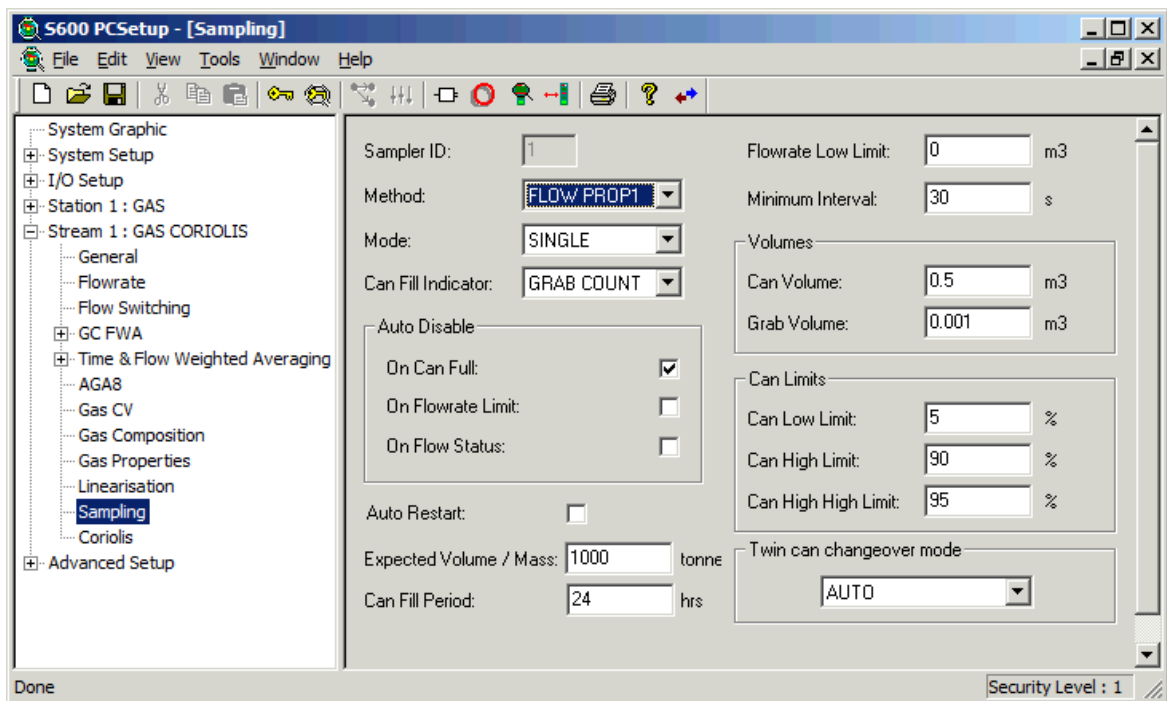 S600 PCSetup - [Sampling]
File Edit View Tools Window Help
System Graphic
System Setup
I/O Setup
Station 1 : GAS
Stream 1 : GAS CORIOLIS
General
Flowrate
Flow Switching
GC FWA
Time & Flow Weighted Averaging
AGA8
Gas CV
Gas Composition
Gas Properties
Linearisation
Sampling
Coriolis
Advanced Setup
Sampler ID: 1
Method: FLOW PROP1
Mode: SINGLE
Can Fill Indicator: GRAB COUNT
Auto Disable
On Can Full:
On Flowrate Limit:
On Flow Status:
Auto Restart:
Expected Volume / Mass: 1000 tonne
Can Fill Period: 24 hrs
Flowrate Low Limit: 0 m3
Minimum Interval: 30 s
Volumes
Can Volume: 0.5 m3
Grab Volume: 0.001 m3
Can Limits
Can Low Limit: 5 %
Can High Limit: 90 %
Can High High Limit: 95 %
Twin can changeover mode
AUTO
Done
Security Level : 1